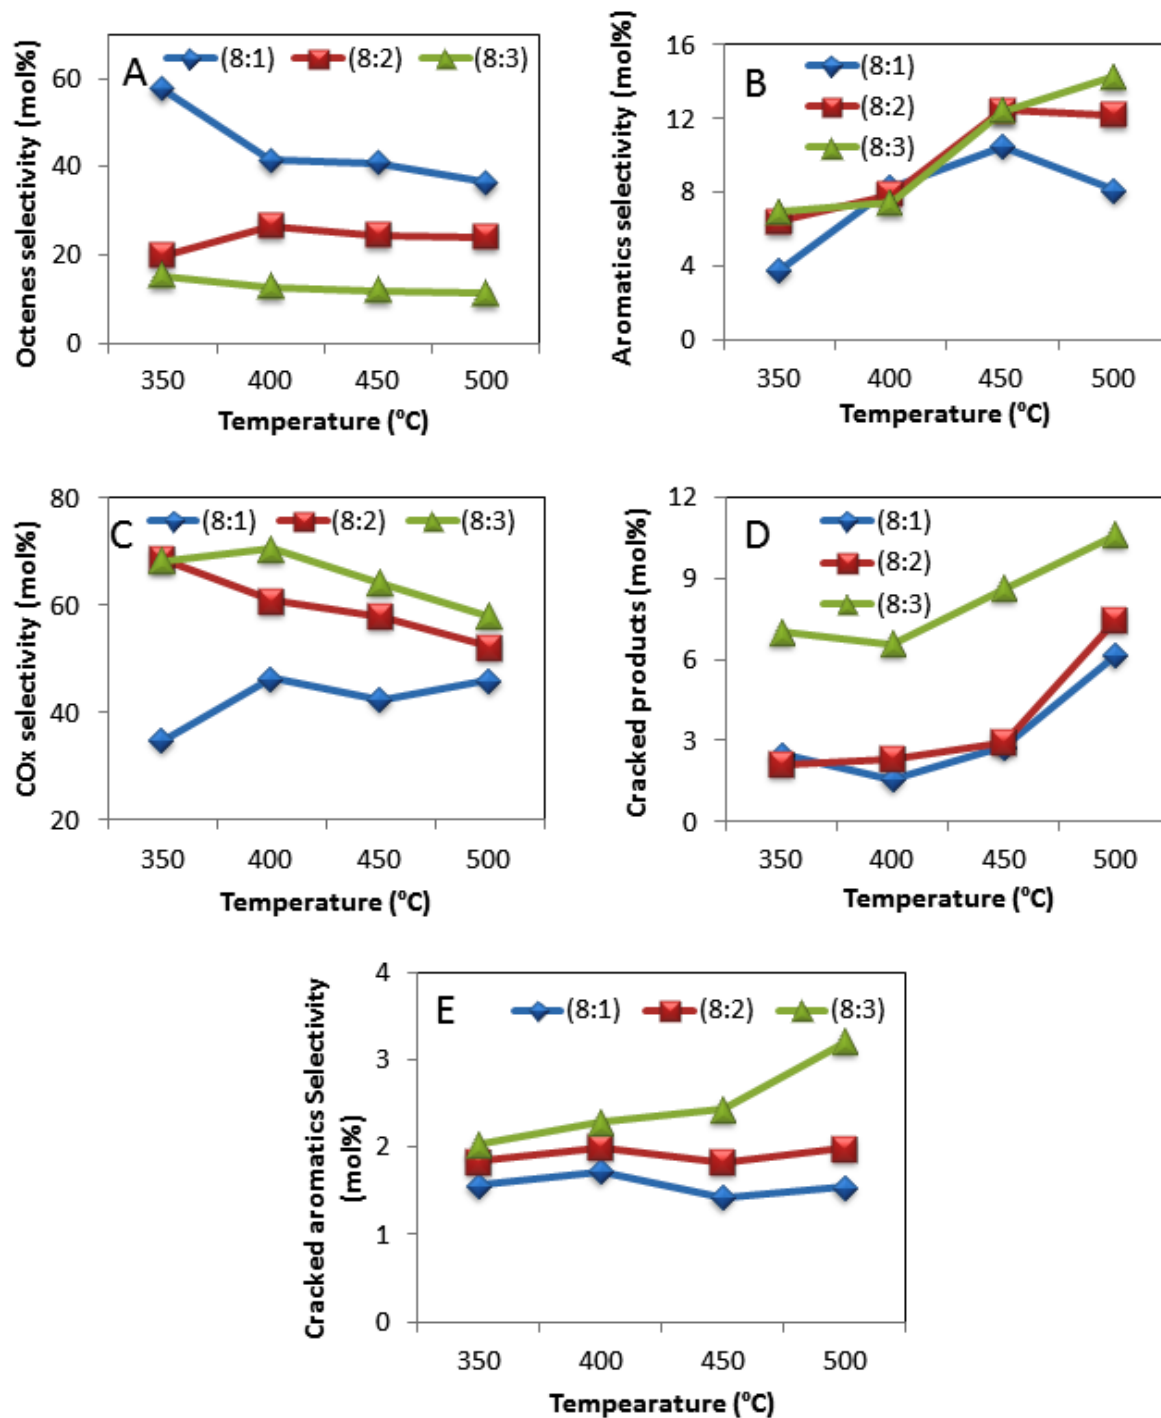 Octenes selectivity (mol%)
A
(8:1) (8:2) (8:3)
60
40
20
0
350 400 450 500
Temperature (°C)
Aromatics selectivity (mol%)
B
(8:1)
(8:2)
(8:3)
16
12
8
4
0
350 400 450 500
Temperature (°C)
COx selectivity (mol%)
C
(8:1) (8:2) (8:3)
80
60
40
20
350 400 450 500
Temperature (°C)
Cracked products (mol%)
D
(8:1)
(8:2)
(8:3)
12
9
6
3
0
350 400 450 500
Temperature (°C)
Cracked aromatics Selectivity
(mol%)
E
(8:1) (8:2) (8:3)
4
3
2
1
0
350 400 450 500
Tempearature (°C)